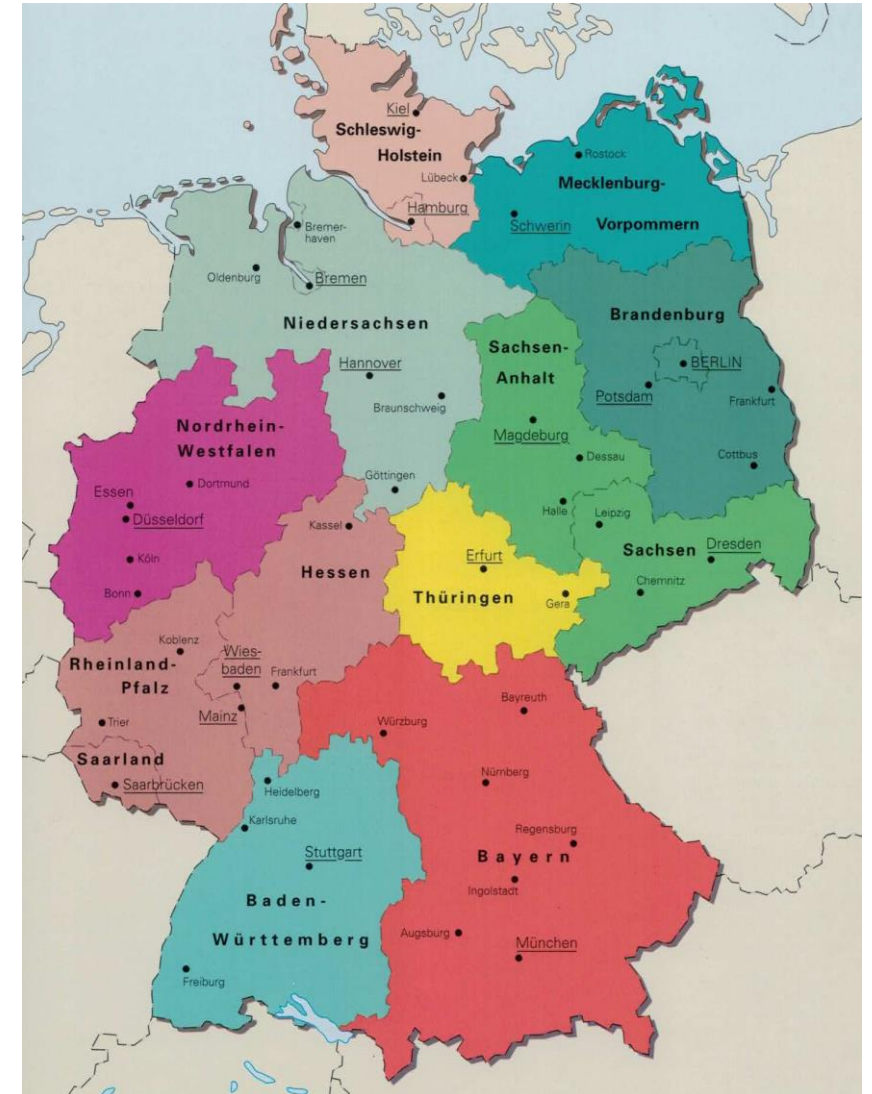 Kiel
Schleswig-
Holstein
Lübeck
Hamburg
Rostock
Mecklenburg-
Vorpommern
Schwerin
Bremer-
haven
Oldenburg
Bremen
Niedersachsen
Hannover
Braunschweig
Göttingen
Brandenburg
BERLIN
Potsdam
Frankfurt
Cottbus
Sachsen-
Anhalt
Magdeburg
Dessau
Halle
Nordrhein-
Westfalen
Dortmund
Essen
Düsseldorf
Köln
Bonn
Kassel
Hessen
Wies-
baden
Frankfurt
Erfurt
Thüringen
Gera
Leipzig
Sachsen
Dresden
Chemnitz
Koblenz
Rheinland-
Pfalz
Mainz
Trier
Saarland
Saarbrücken
Heidelberg
Karlsruhe
Stuttgart
Baden-
Württemberg
Freiburg
Bayreuth
Würzburg
Nürnberg
Regensburg
Bayern
Ingolstadt
Augsburg
München